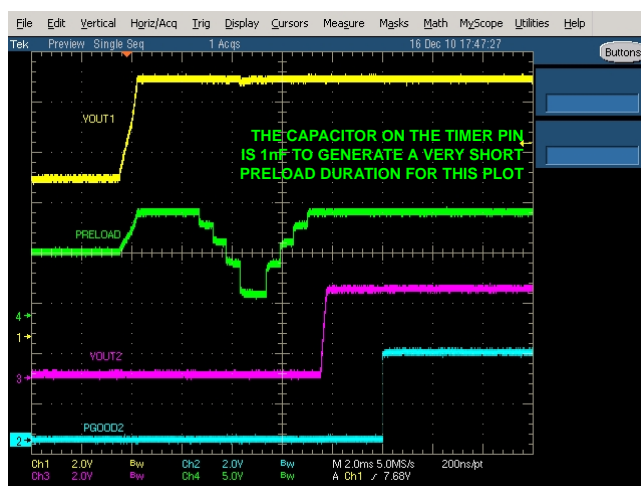 File Edit Vertical Horiz/Acq Trig Display Cursors Measure Masks Math MyScope Utilities Help
Tek Preview Single Seq 1 Acqs 16 Dec 10 17:47:27
Buttons
VOUT1
THE CAPACITOR ON THE TIMER PIN
IS 1nF TO GENERATE A VERY SHORT
PRELOAD DURATION FOR THIS PLOT
PRELOAD
4
1
VOUT2
3
PGOOD2
2
Ch1 2.0V Bw Ch2 2.0V Bw M 2.0ms 5.0MS/s 200ns/pt
Ch3 2.0V Bw Ch4 5.0V Bw A Ch1 / 7.68V